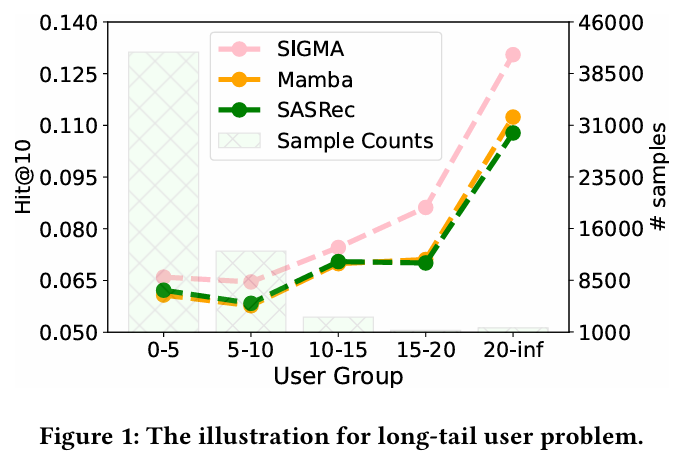 0.140
0.125
0.110
0.095
0.080
0.065
0.050
Hit@10
SIGMA
Mamba
SASRec
Sample Counts
46000
38500
31000
23500
16000
8500
1000
# samples
0-5 5-10 10-15 15-20 20-inf
User Group
Figure 1: The illustration for long-tail user problem.